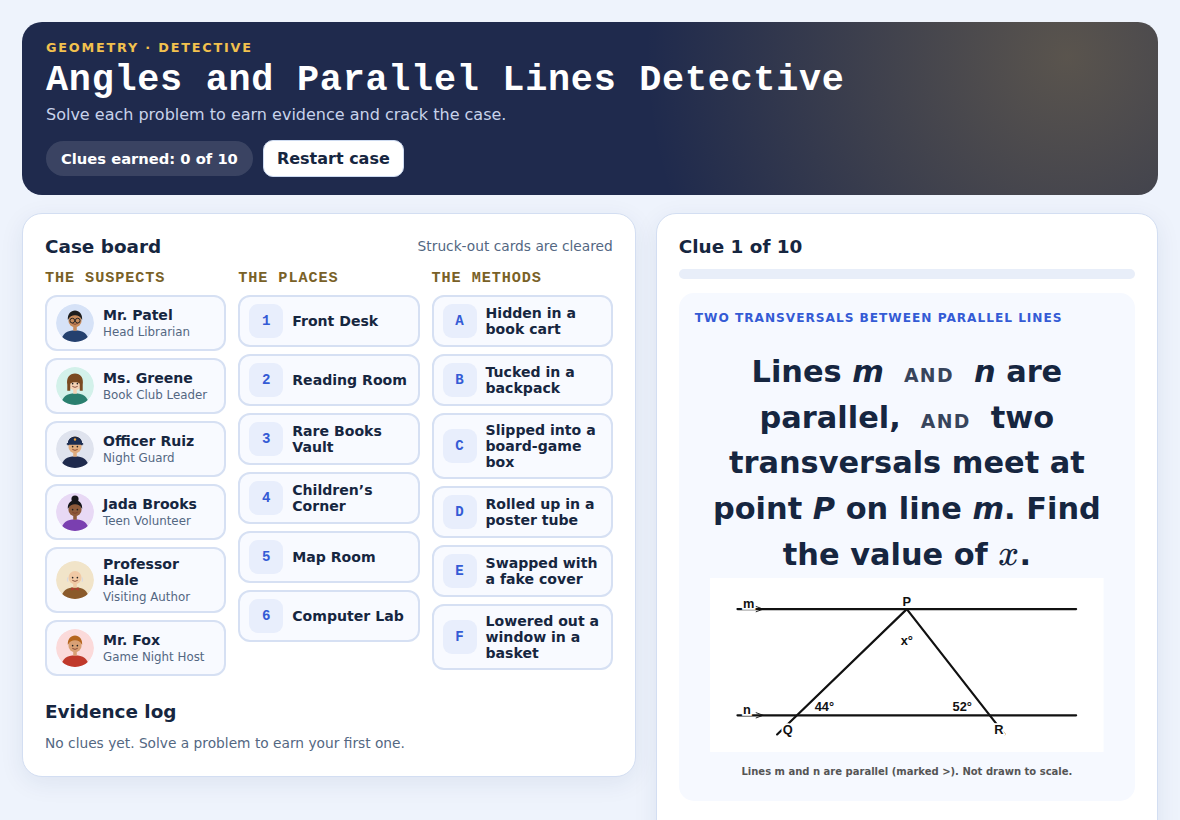 GEOMETRY · DETECTIVE
Angles and Parallel Lines Detective
Solve each problem to earn evidence and crack the case.
Clues earned: 0 of 10
Restart case
Case board
Struck-out cards are cleared
THE SUSPECTS
Mr. Patel
Head Librarian
Ms. Greene
Book Club Leader
Officer Ruiz
Night Guard
Jada Brooks
Teen Volunteer
Professor
Hale
Visiting Author
Mr. Fox
Game Night Host
THE PLACES
1 Front Desk
2 Reading Room
3 Rare Books
Vault
4 Children’s
Corner
5 Map Room
6 Computer Lab
THE METHODS
A Hidden in a
book cart
B Tucked in a
backpack
C Slipped into a
board-game
box
D Rolled up in a
poster tube
E Swapped with
a fake cover
F Lowered out a
window in a
basket
Evidence log
No clues yet. Solve a problem to earn your first one.
Clue 1 of 10
TWO TRANSVERSALS BETWEEN PARALLEL LINES
Lines m AND n are
parallel, AND two
transversals meet at
point P on line m. Find
the value of x.
m
P
x°
n
44°
52°
Q
R
Lines m and n are parallel (marked >). Not drawn to scale.